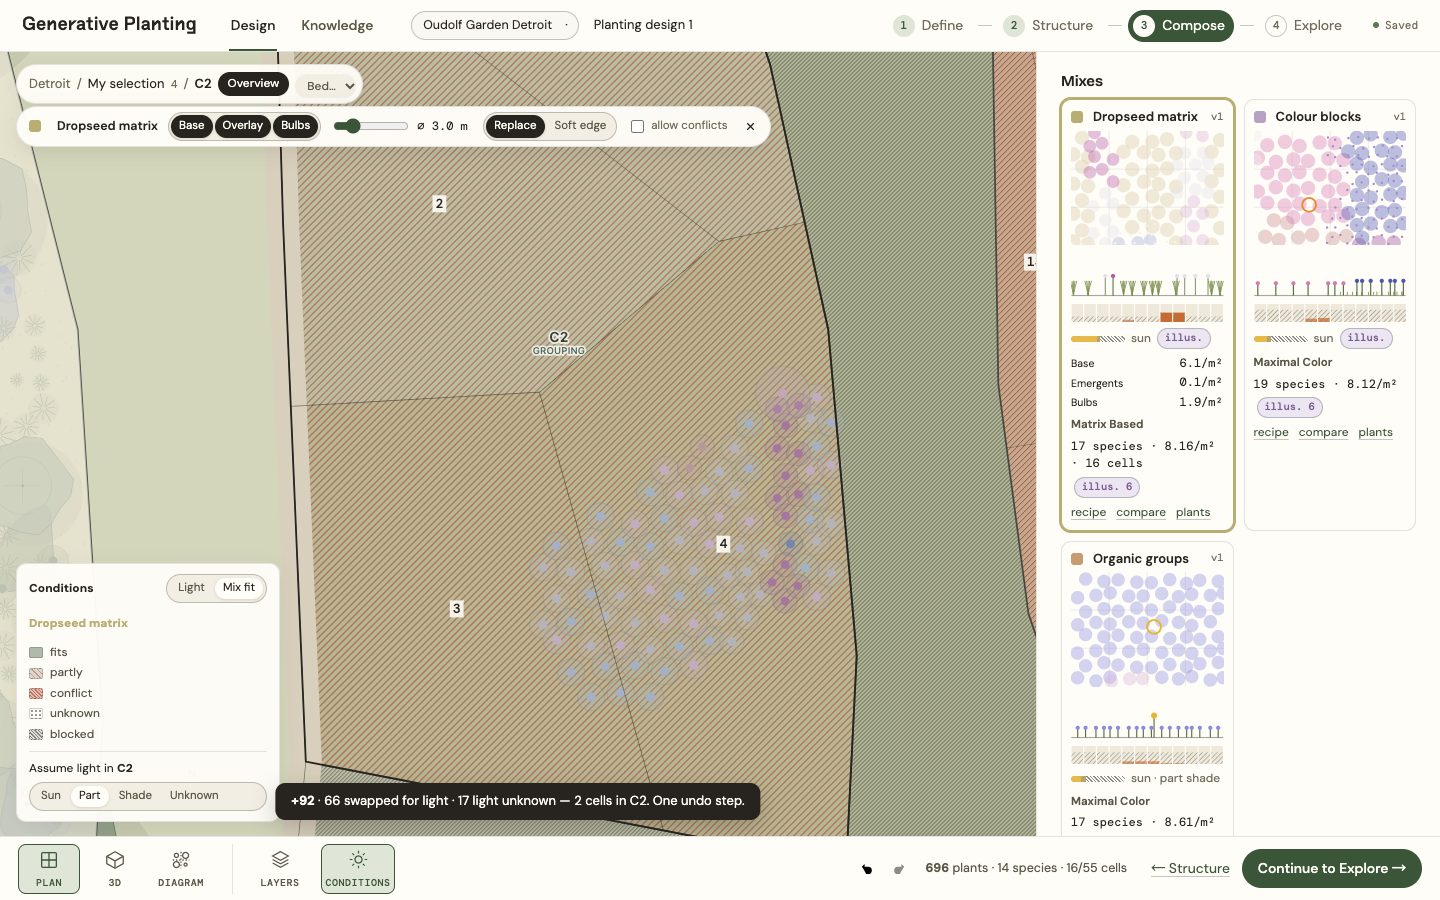 Generative Planting
Design
Knowledge
Oudolf Garden Detroit ·
Planting design 1
1 Define
2 Structure
3 Compose
4 Explore
Saved
Detroit / My selection 4 / C2
Overview
Bed...
Dropseed matrix
Base
Overlay
Bulbs
⌀ 3.0 m
Replace
Soft edge
allow conflicts
×
2
C2
GROUPING
3
4
Conditions
Light
Mix fit
Dropseed matrix
fits
partly
conflict
unknown
blocked
Assume light in C2
Sun
Part
Shade
Unknown
+92 · 66 swapped for light · 17 light unknown — 2 cells in C2. One undo step.
Mixes
Dropseed matrix v1
sun illus.
Base 6.1/m²
Emergents 0.1/m²
Bulbs 1.9/m²
Matrix Based
17 species · 8.16/m²
· 16 cells
illus. 6
recipe compare plants
Colour blocks v1
sun illus.
Maximal Color
19 species · 8.12/m²
illus. 6
recipe compare plants
Organic groups v1
sun · part shade
Maximal Color
17 species · 8.61/m²
PLAN
3D
DIAGRAM
LAYERS
CONDITIONS
696 plants · 14 species · 16/55 cells
← Structure
Continue to Explore →